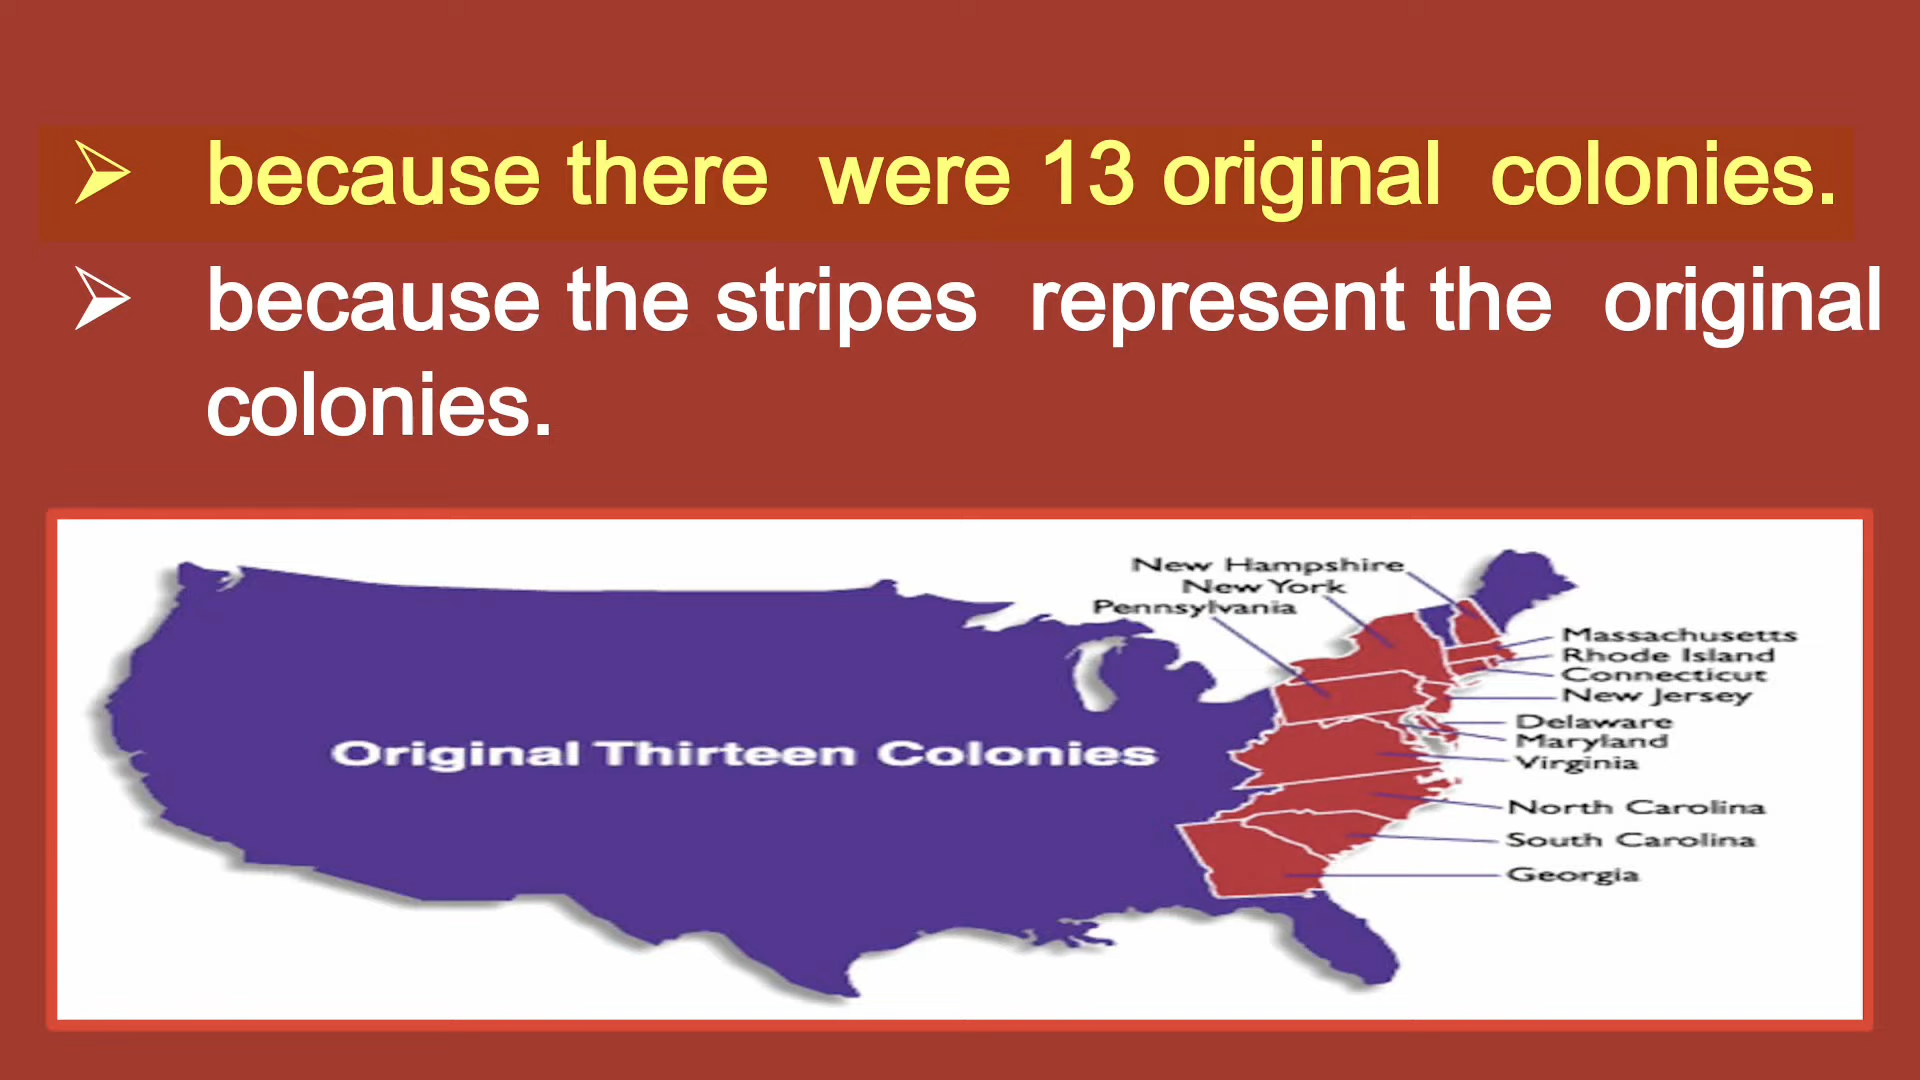 because there were 13 original colonies.
because the stripes represent the original
colonies.
New Hampshire
New York
Pennsylvania
Massachusetts
Rhode Island
Connecticut
New Jersey
Delaware
Maryland
Virginia
Original Thirteen Colonies
North Carolina
South Carolina
Georgia